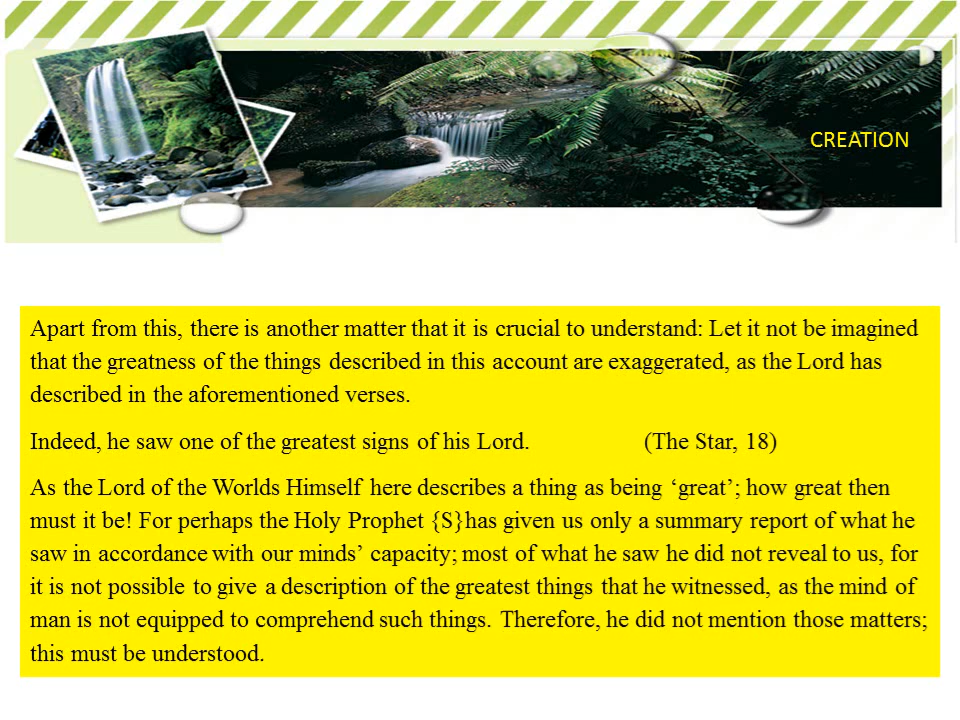 CREATION
Apart from this, there is another matter that it is crucial to understand: Let it not be imagined
that the greatness of the things described in this account are exaggerated, as the Lord has
described in the aforementioned verses.
Indeed, he saw one of the greatest signs of his Lord. (The Star, 18)
As the Lord of the Worlds Himself here describes a thing as being ‘great’; how great then
must it be! For perhaps the Holy Prophet {S}has given us only a summary report of what he
saw in accordance with our minds’ capacity; most of what he saw he did not reveal to us, for
it is not possible to give a description of the greatest things that he witnessed, as the mind of
man is not equipped to comprehend such things. Therefore, he did not mention those matters;
this must be understood.